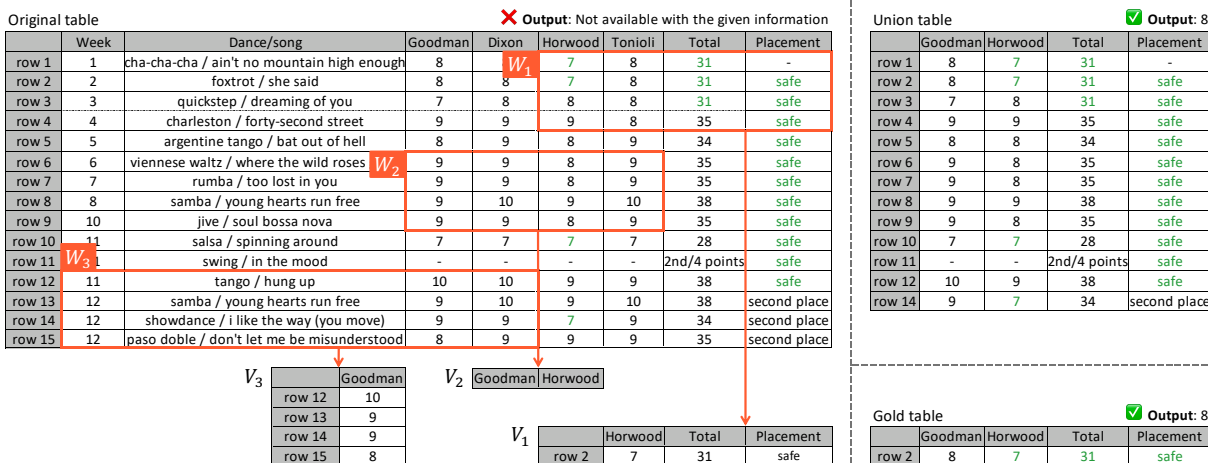 Original table
❌ Output: Not available with the given information
Week Dance/song Goodman Dixon Horwood Tonioli Total Placement
row 1 1 cha-cha-cha / ain't no mountain high enough 8 W1 7 8 31 -
row 2 2 foxtrot / she said 8 8 7 8 31 safe
row 3 3 quickstep / dreaming of you 7 8 8 8 31 safe
row 4 4 charleston / forty-second street 9 9 9 8 35 safe
row 5 5 argentine tango / bat out of hell 8 9 8 9 34 safe
row 6 6 viennese waltz / where the wild roses W2 9 9 8 9 35 safe
row 7 7 rumba / too lost in you 9 9 8 9 35 safe
row 8 8 samba / young hearts run free 9 10 9 10 38 safe
row 9 10 jive / soul bossa nova 9 9 8 9 35 safe
row 10 11 salsa / spinning around 7 7 7 7 28 safe
row 11 W3 1 swing / in the mood - - - - 2nd/4 points safe
row 12 11 tango / hung up 10 10 9 9 38 safe
row 13 12 samba / young hearts run free 9 10 9 10 38 second place
row 14 12 showdance / i like the way (you move) 9 9 7 9 34 second place
row 15 12 paso doble / don't let me be misunderstood 8 9 9 9 35 second place
V3 Goodman
row 12 10
row 13 9
row 14 9
row 15 8
V2 Goodman Horwood
V1 Horwood Total Placement
row 2 7 31 safe
Union table
✅ Output: 8
Goodman Horwood Total Placement
row 1 8 7 31 -
row 2 8 7 31 safe
row 3 7 8 31 safe
row 4 9 9 35 safe
row 5 8 8 34 safe
row 6 9 8 35 safe
row 7 9 8 35 safe
row 8 9 9 38 safe
row 9 9 8 35 safe
row 10 7 7 28 safe
row 11 - - 2nd/4 points safe
row 12 10 9 38 safe
row 14 9 7 34 second place
Gold table
✅ Output: 8
Goodman Horwood Total Placement
row 2 8 7 31 safe